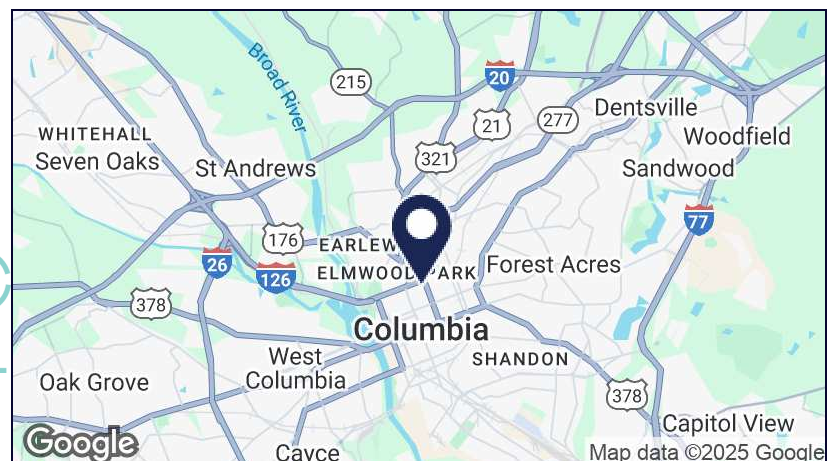 Broad River
215
20
21
277
Dentsville
WHITEHALL
Woodfield
Seven Oaks
St Andrews
321
Sandwood
77
176
EARLEW
26
126
ELMWOOD PARK
Forest Acres
378
Columbia
West
Columbia
SHANDON
Oak Grove
378
Capitol View
Cayce
Google
Map data ©2025 Google